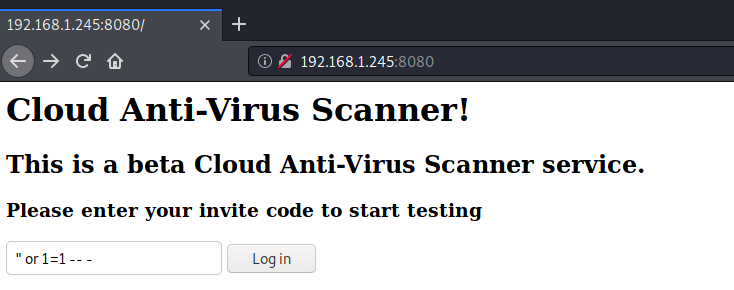 192.168.1.245:8080/
192.168.1.245:8080
Cloud Anti-Virus Scanner!
This is a beta Cloud Anti-Virus Scanner service.
Please enter your invite code to start testing
" or 1=1 -- -
Log in